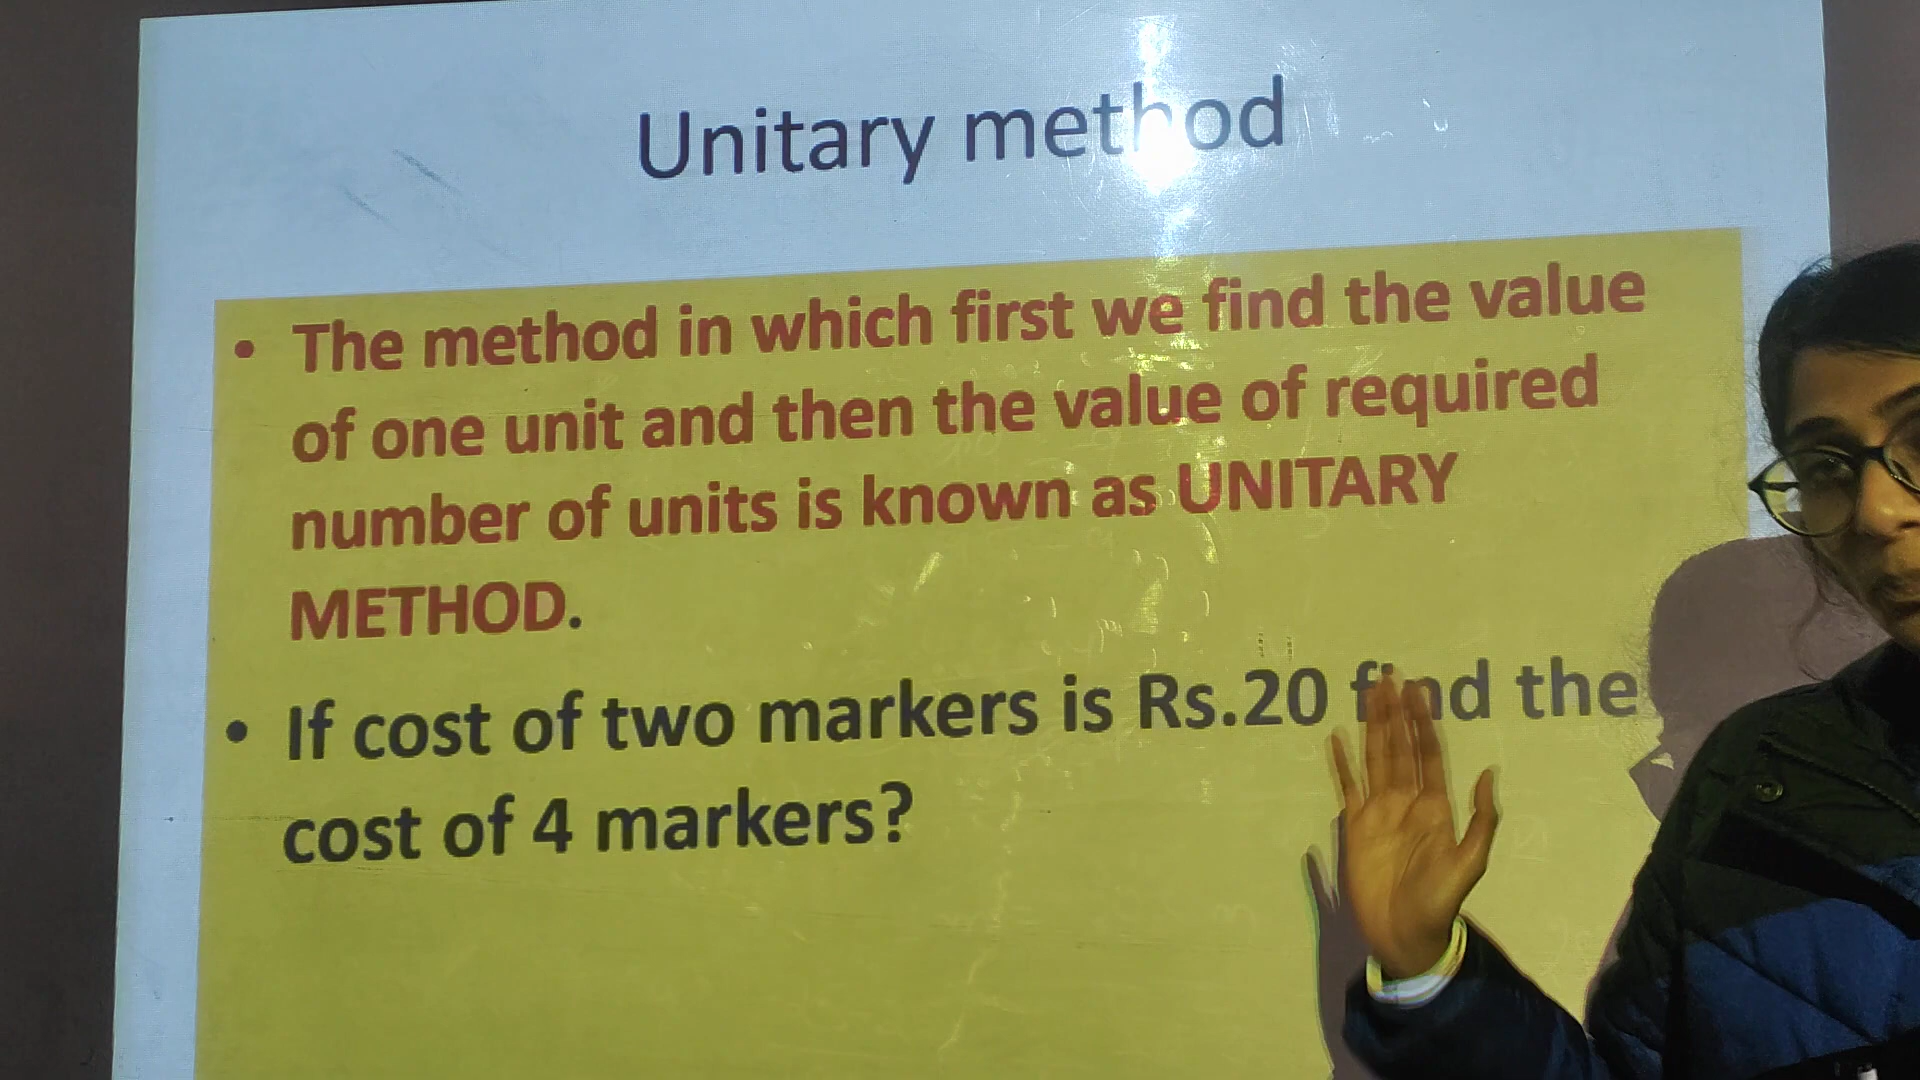 Unitary method
• The method in which first we find the value
of one unit and then the value of required
number of units is known as UNITARY
METHOD.
• If cost of two markers is Rs.20 find the
cost of 4 markers?